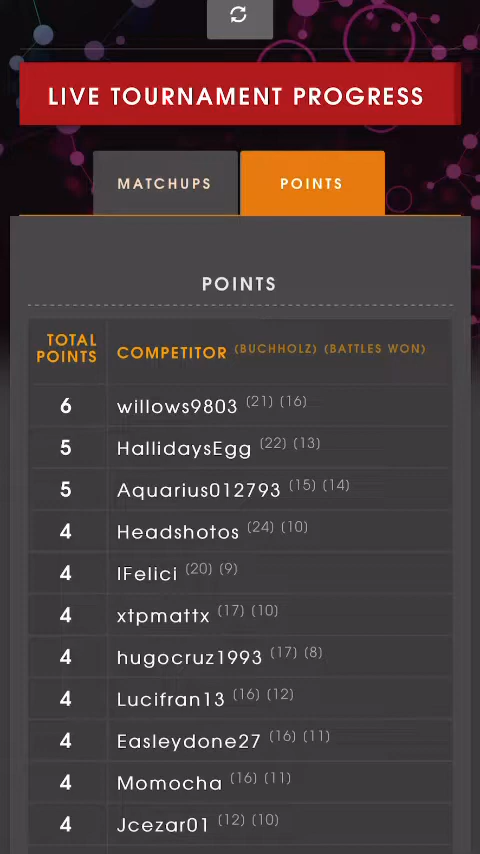 LIVE TOURNAMENT PROGRESS
MATCHUPS
POINTS
POINTS
TOTAL POINTS
COMPETITOR (BUCHHOLZ) (BATTLES WON)
6 willows9803 (21) (16)
5 HallidaysEgg (22) (13)
5 Aquarius012793 (15) (14)
4 Headshotos (24) (10)
4 lFelici (20) (9)
4 xtpmattx (17) (10)
4 hugocruz1993 (17) (8)
4 Lucifran13 (16) (12)
4 Easleydone27 (16) (11)
4 Momocha (16) (11)
4 Jcezar01 (12) (10)